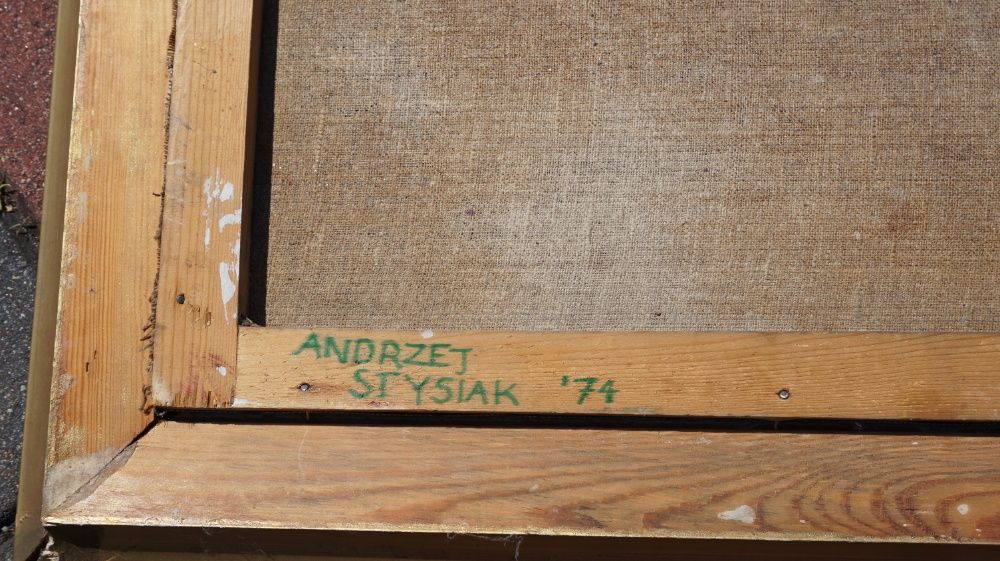 ANDRZEJ
STYSIAK '74